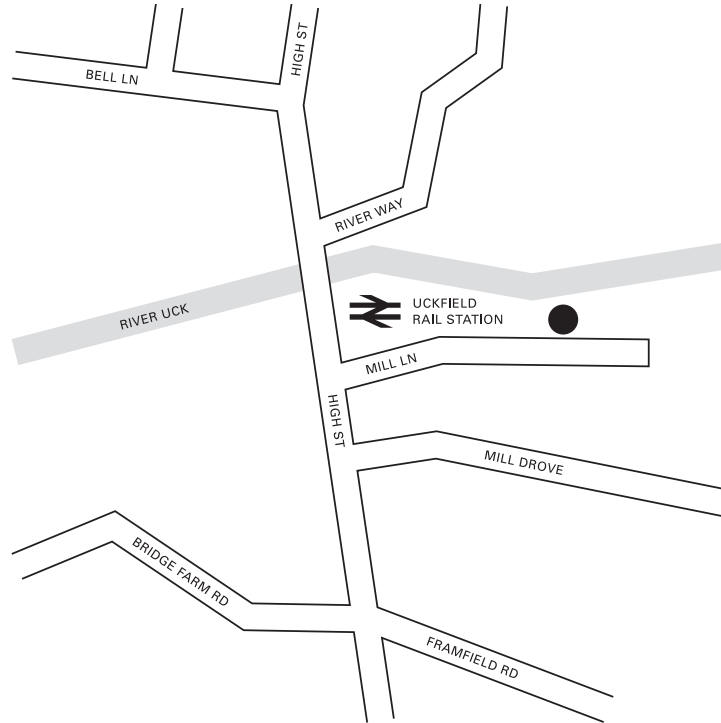 HIGH ST
BELL LN
RIVER WAY
UCKFIELD
RAIL STATION
RIVER UCK
MILL LN
HIGH ST
MILL DROVE
BRIDGE FARM RD
FRAMFIELD RD